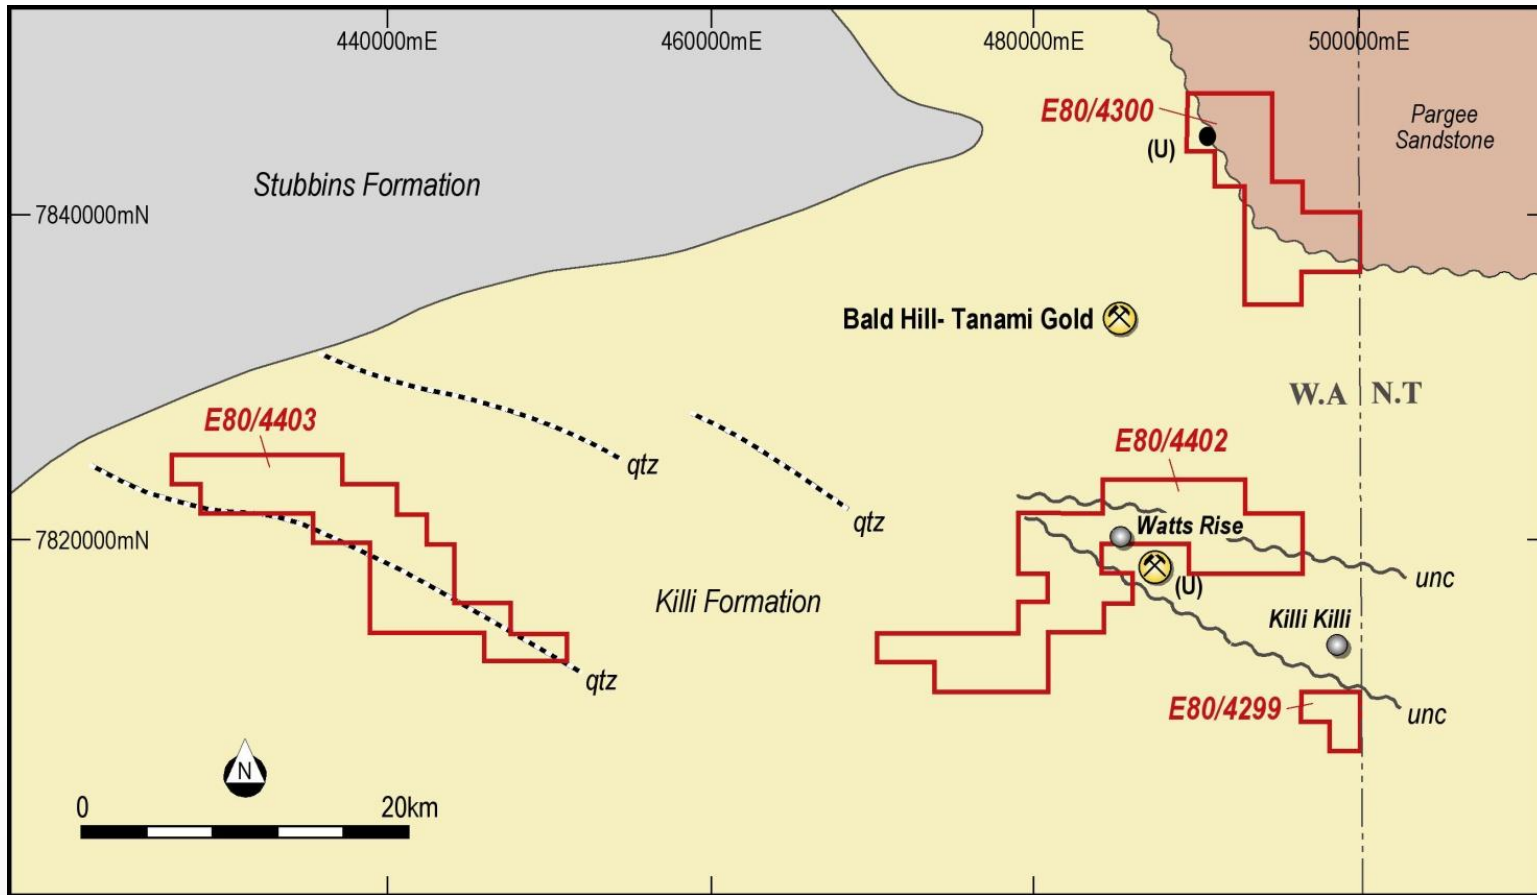 440000mE
460000mE
480000mE
500000mE
E80/4300
Pargee
Sandstone
(U)
Stubbins Formation
7840000mN
Bald Hill- Tanami Gold
W.A
N.T
E80/4403
E80/4402
qtz
qtz
Watts Rise
7820000mN
unc
(U)
Killi Formation
Killi Killi
qtz
E80/4299
unc
N
0
20km